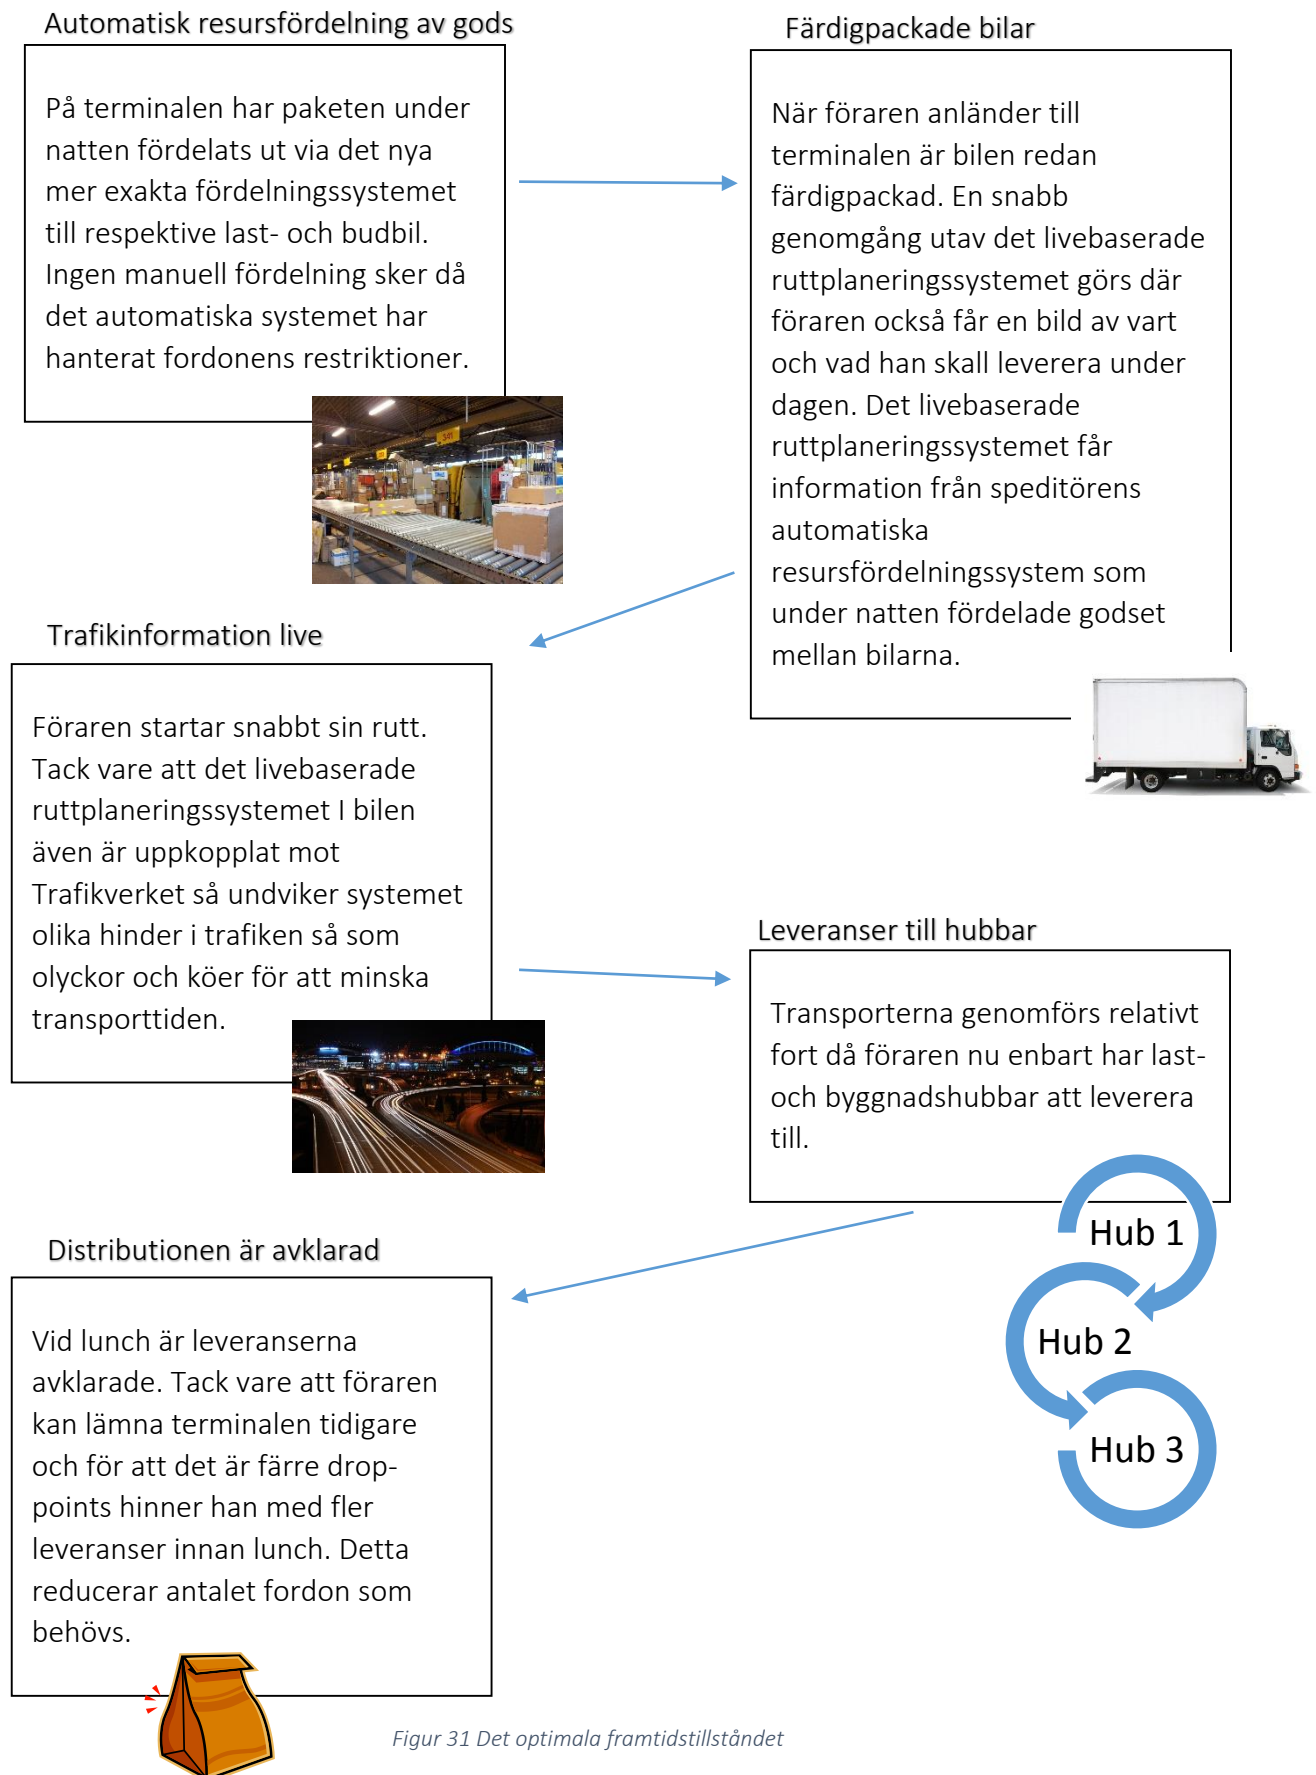 Automatisk resursfördelning av gods
På terminalen har paketen under
natten fördelats ut via det nya
mer exakta fördelningssystemet
till respektive last- och budbil.
Ingen manuell fördelning sker då
det automatiska systemet har
hanterat fordonens restriktioner.
Färdigpackade bilar
När föraren anländer till
terminalen är bilen redan
färdigpackad. En snabb
genomgång utav det livebaserade
ruttplaneringssystemet görs där
föraren också får en bild av vart
och vad han skall leverera under
dagen. Det livebaserade
ruttplaneringssystemet får
information från speditörens
automatiska
resursfördelningssystem som
under natten fördelade godset
mellan bilarna.
Trafikinformation live
Föraren startar snabbt sin rutt.
Tack vare att det livebaserade
ruttplaneringssystemet I bilen
även är uppkopplat mot
Trafikverket så undviker systemet
olika hinder i trafiken så som
olyckor och köer för att minska
transporttiden.
Leveranser till hubbar
Transporterna genomförs relativt
fort då föraren nu enbart har last-
och byggnadshubbar att leverera
till.
Hub 1
Hub 2
Hub 3
Distributionen är avklarad
Vid lunch är leveranserna
avklarade. Tack vare att föraren
kan lämna terminalen tidigare
och för att det är färre drop-
points hinner han med fler
leveranser innan lunch. Detta
reducerar antalet fordon som
behövs.
Figur 31 Det optimala framtidstillståndet